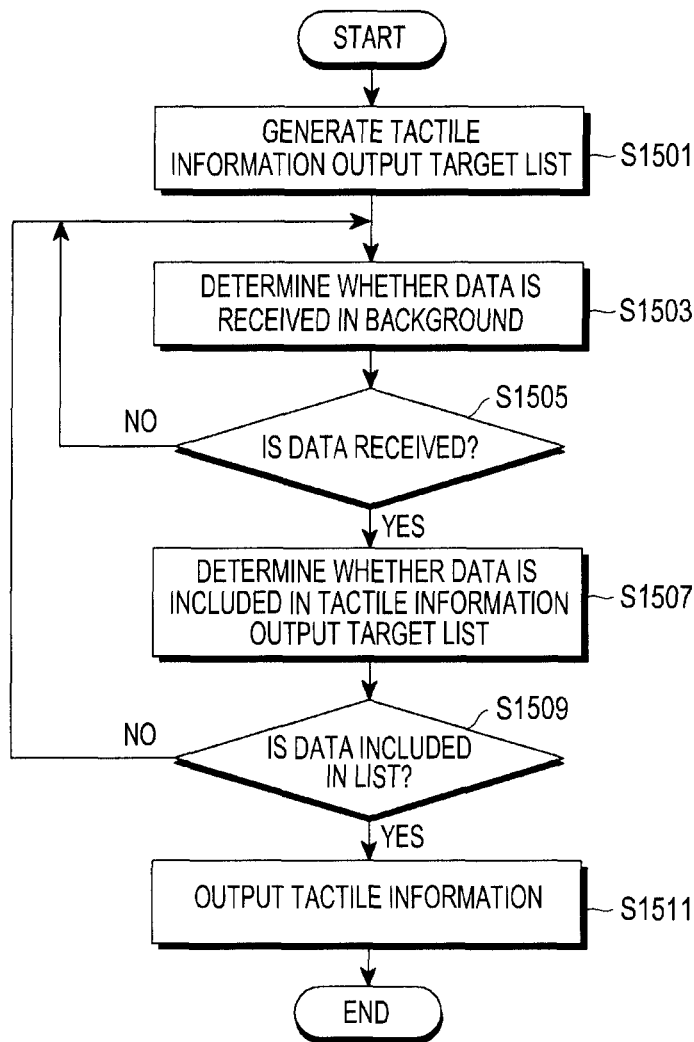 START
GENERATE TACTILE
INFORMATION OUTPUT TARGET LIST
S1501
DETERMINE WHETHER DATA IS
RECEIVED IN BACKGROUND
S1503
S1505
NO
IS DATA RECEIVED?
YES
DETERMINE WHETHER DATA IS
INCLUDED IN TACTILE INFORMATION
OUTPUT TARGET LIST
S1507
S1509
NO
IS DATA INCLUDED
IN LIST?
YES
OUTPUT TACTILE INFORMATION
S1511
END